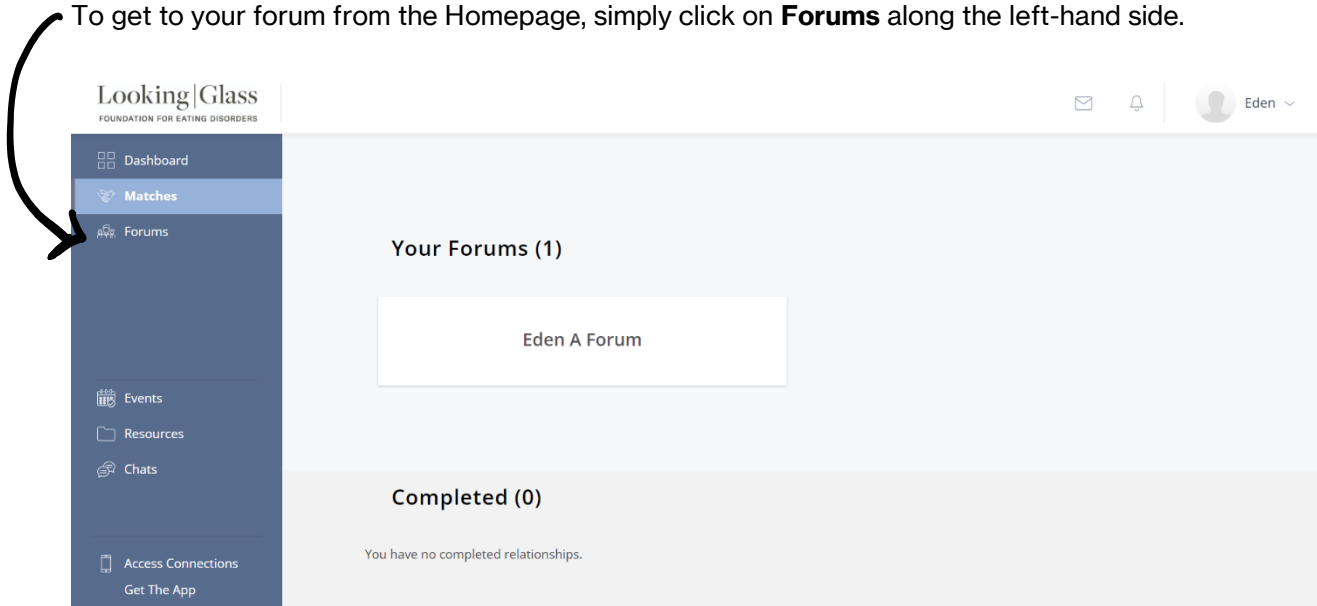 To get to your forum from the Homepage, simply click on Forums along the left-hand side.
Looking|Glass
FOUNDATION FOR EATING DISORDERS
Eden
Dashboard
Matches
Forums
Your Forums (1)
Eden A Forum
Events
Resources
Chats
Completed (0)
You have no completed relationships.
Access Connections
Get The App